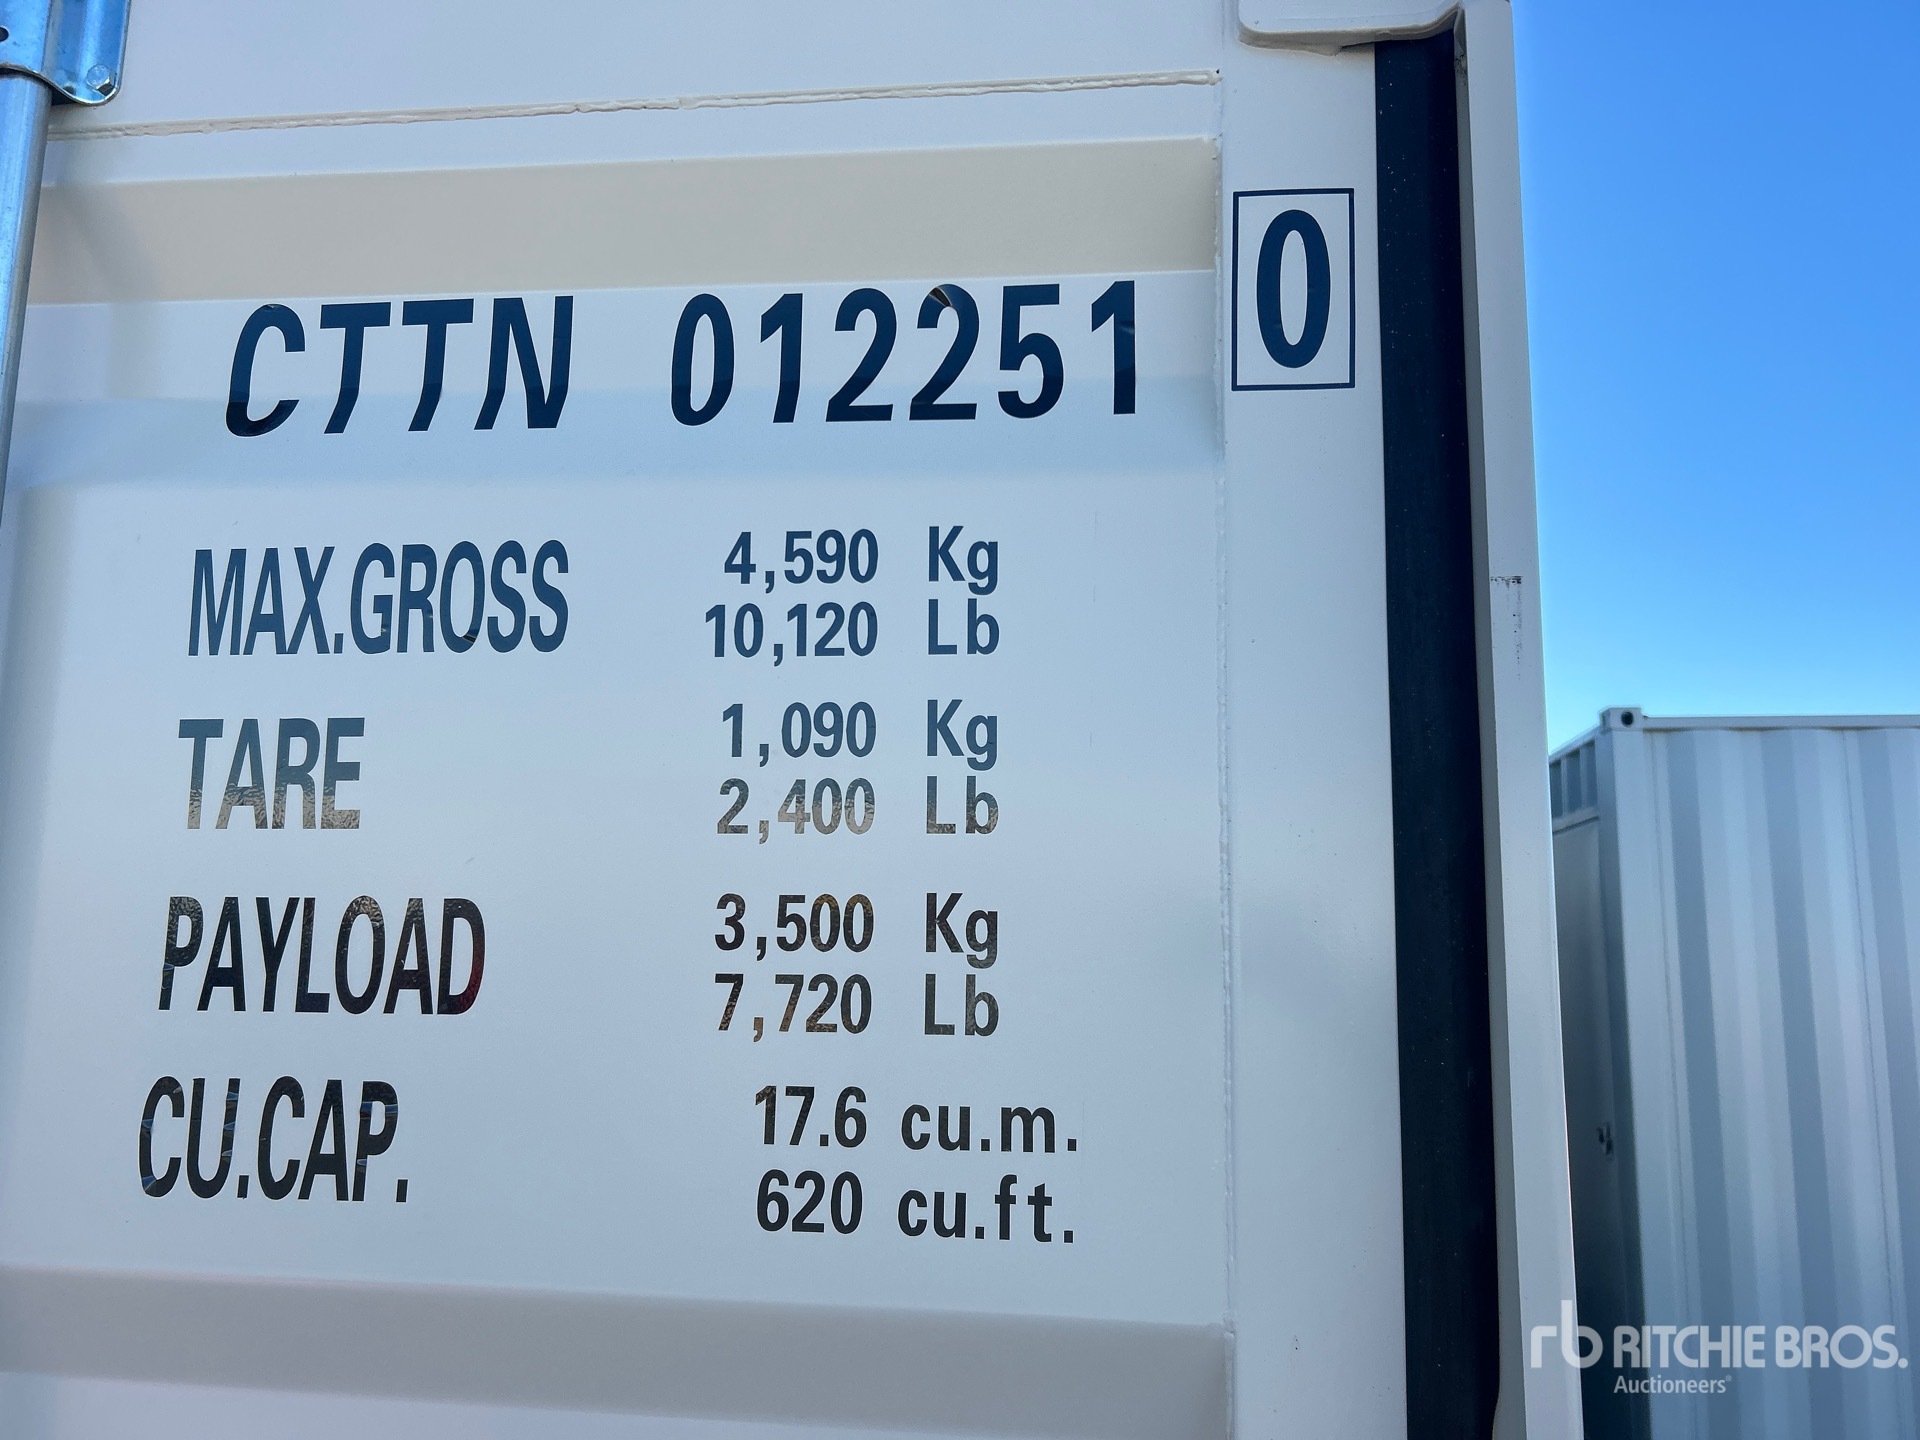 CTTN 012251 0
MAX.GROSS 4,590 Kg
10,120 Lb
TARE 1,090 Kg
2,400 Lb
PAYLOAD 3,500 Kg
7,720 Lb
CU.CAP. 17.6 cu.m.
620 cu.ft.
rb RITCHIE BROS.
Auctioneers®